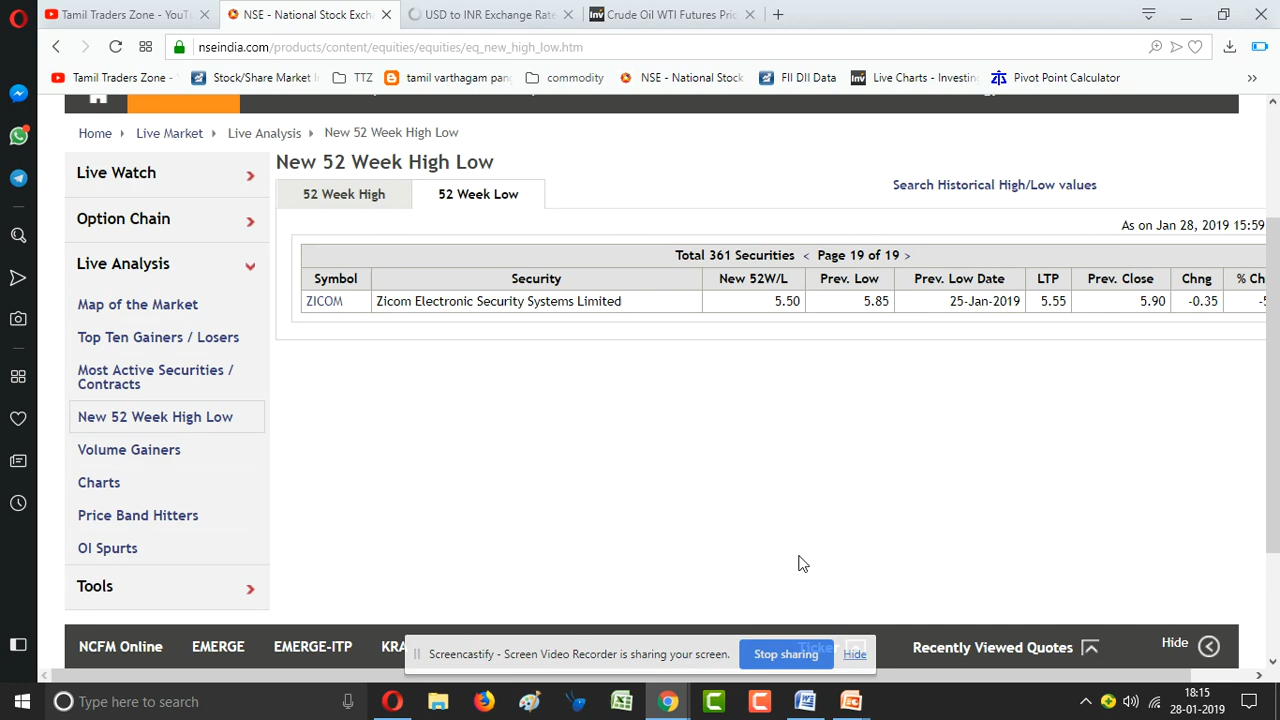 Tamil Traders Zone - YouTu
NSE - National Stock Excha
USD to INR Exchange Rate
Inv Crude Oil WTI Futures Pric
nseindia.com/products/content/equities/equities/eq_new_high_low.htm
Tamil Traders Zone -
Stock/Share Market
TTZ
tamil varthagam pan
commodity
NSE - National Stock
FII DII Data
Inv Live Charts - Investin
Pivot Point Calculator
Home
Live Market
Live Analysis
New 52 Week High Low
Live Watch
Option Chain
Live Analysis
Map of the Market
Top Ten Gainers / Losers
Most Active Securities /
Contracts
New 52 Week High Low
Volume Gainers
Charts
Price Band Hitters
OI Spurts
Tools
New 52 Week High Low
52 Week High
52 Week Low
Search Historical High/Low values
As on Jan 28, 2019 15:59
Total 361 Securities < Page 19 of 19 >
Symbol Security New 52W/L Prev. Low Prev. Low Date LTP Prev. Close Chng % Ch
ZICOM Zicom Electronic Security Systems Limited 5.50 5.85 25-Jan-2019 5.55 5.90 -0.35
NCFM Online EMERGE EMERGE-ITP KRA
Screencastify - Screen Video Recorder is sharing your screen.
Stop sharing
Hide
Ticker
Recently Viewed Quotes
Hide
Type here to search
18:15
28-01-2019